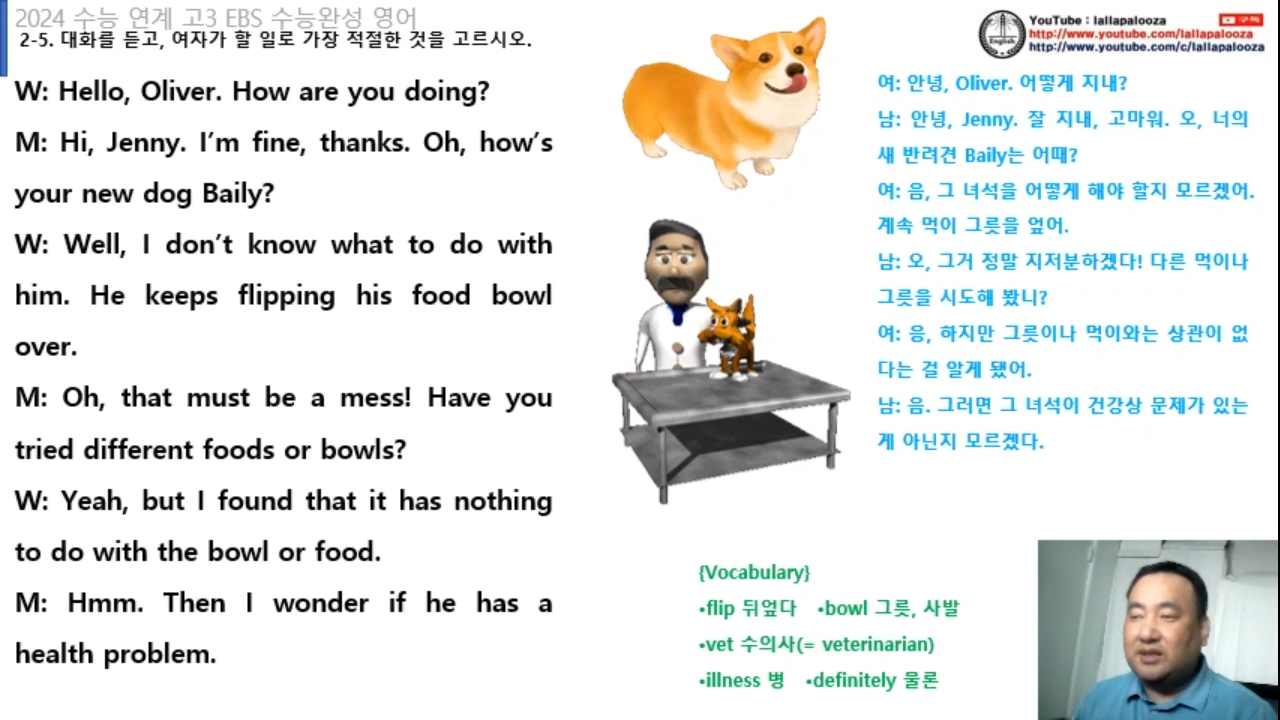 2024 수능 연계 고3 EBS 수능완성 영어
2-5. 대화를 듣고, 여자가 할 일로 가장 적절한 것을 고르시오.
W: Hello, Oliver. How are you doing?
M: Hi, Jenny. I'm fine, thanks. Oh, how's
your new dog Baily?
W: Well, I don't know what to do with
him. He keeps flipping his food bowl
over.
M: Oh, that must be a mess! Have you
tried different foods or bowls?
W: Yeah, but I found that it has nothing
to do with the bowl or food.
M: Hmm. Then I wonder if he has a
health problem.
English
YouTube : lallapalooza
구독
http://www.youtube.com/lallapalooza
http://www.youtube.com/c/lallapalooza
여: 안녕, Oliver. 어떻게 지내?
남: 안녕, Jenny. 잘 지내, 고마워. 오, 너의
새 반려견 Baily는 어때?
여: 음, 그 녀석을 어떻게 해야 할지 모르겠어.
계속 먹이 그릇을 엎어.
남: 오, 그거 정말 지저분하겠다! 다른 먹이나
그릇을 시도해 봤니?
여: 응, 하지만 그릇이나 먹이와는 상관이 없
다는 걸 알게 됐어.
남: 음. 그러면 그 녀석이 건강상 문제가 있는
게 아닌지 모르겠다.
{Vocabulary}
•flip 뒤엎다 •bowl 그릇, 사발
•vet 수의사(= veterinarian)
•illness 병 •definitely 물론